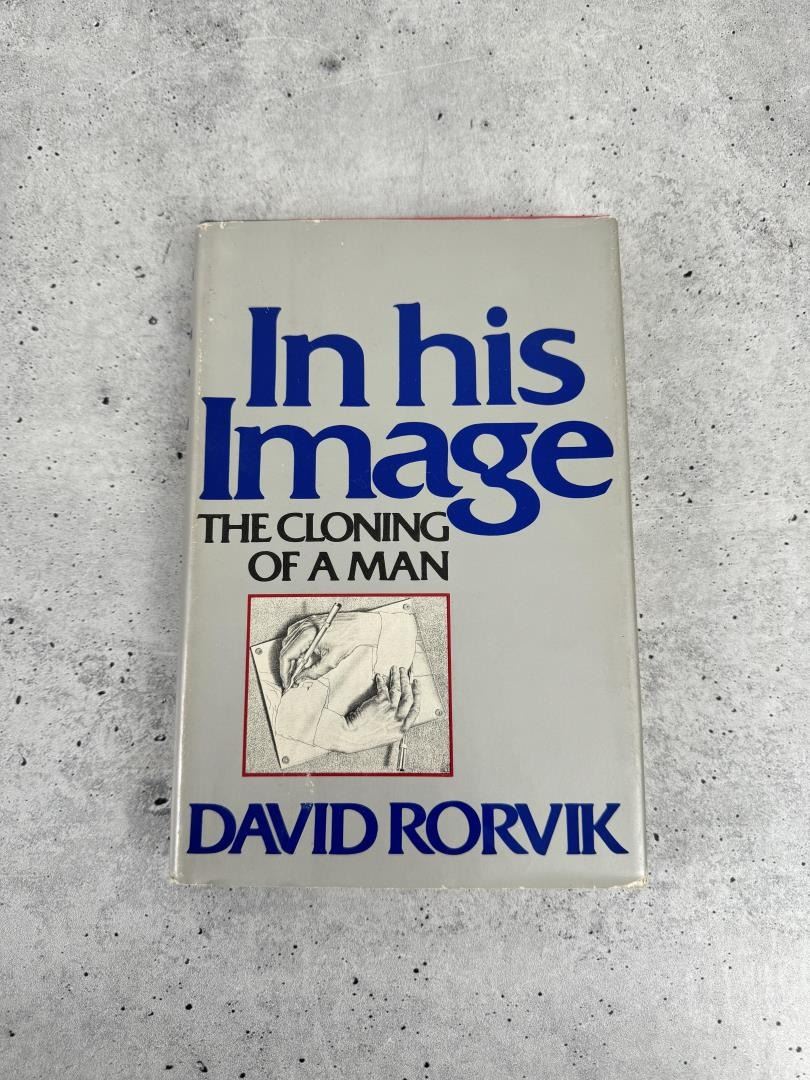 In his
Image
THE CLONING
OF A MAN
DAVID RORVIK